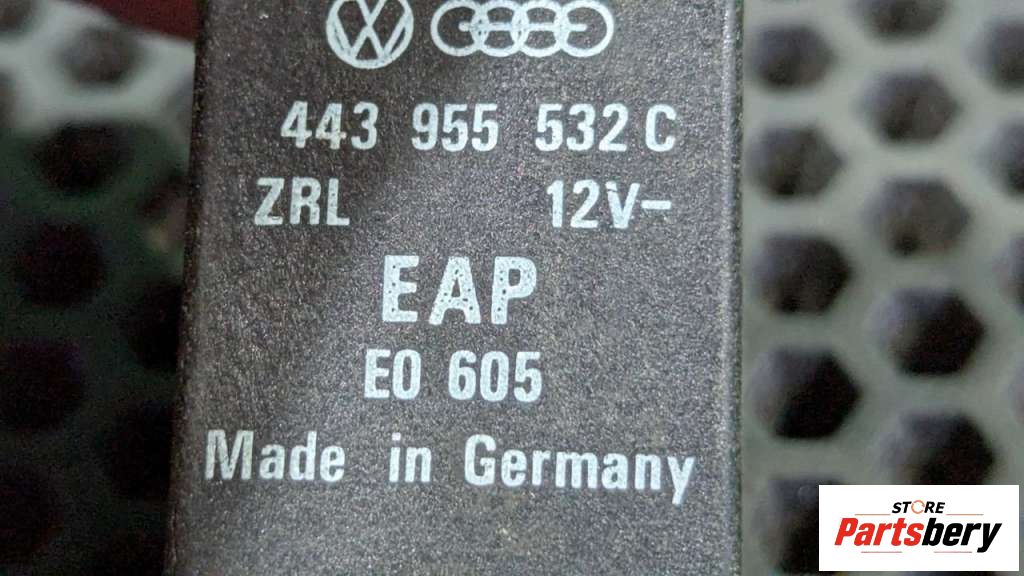 443 955 532 C
ZRL 12V-
EAP
E0 605
Made in Germany
STORE
Partsbery